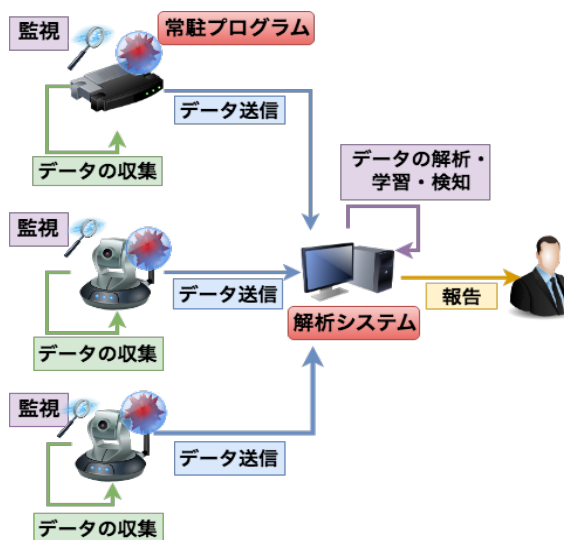 監視
常駐プログラム
データ送信
データの収集
データの解析・
学習・検知
監視
データ送信
データの収集
報告
解析システム
監視
データ送信
データの収集